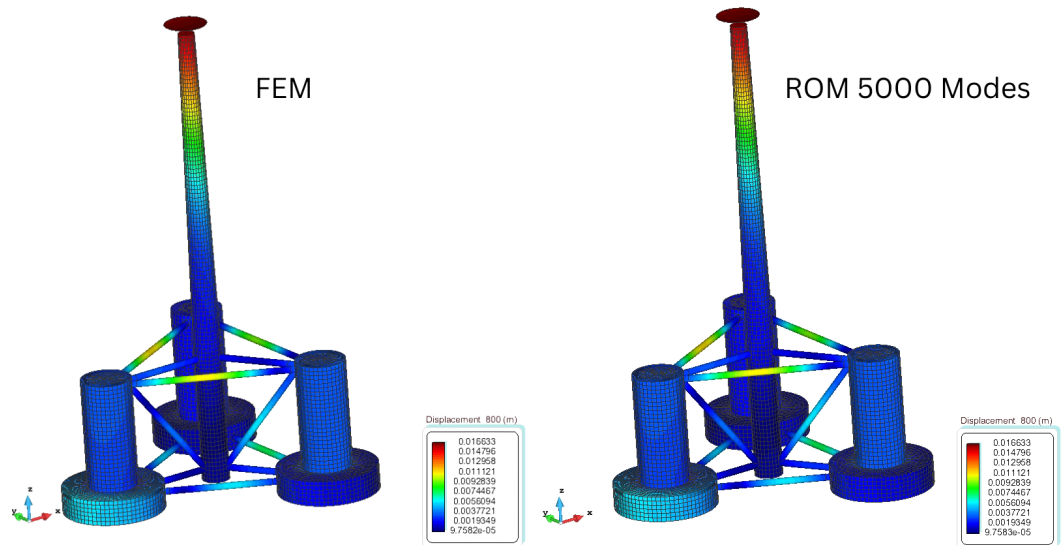 FEM
ROM 5000 Modes
Displacement 800 (m)
0.016633
0.014796
0.012958
0.011121
0.0092839
0.0074467
0.0056094
0.0037721
0.0019349
9.7582e-05
z
y
x
Displacement 800 (m)
0.016633
0.014796
0.012958
0.011121
0.0092839
0.0074467
0.0056094
0.0037721
0.0019349
9.7583e-05
z
y
x